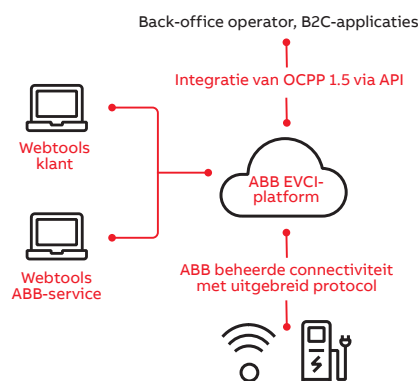 Back-office operator, B2C-applicaties
Integratie van OCPP 1.5 via API
Webtools
klant
ABB EVCI-
platform
Webtools
ABB-service
ABB beheerde connectiviteit
met uitgebreid protocol